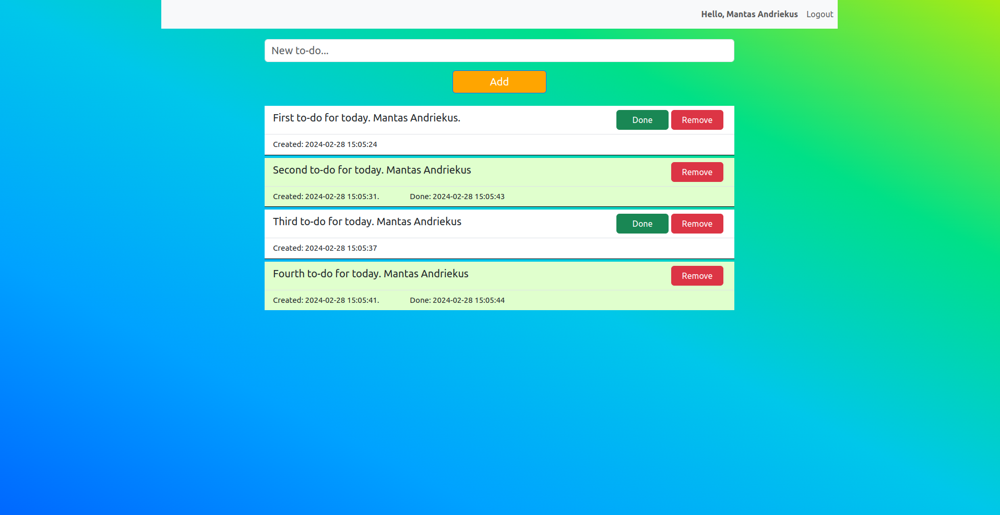 Hello, Mantas Andriekus Logout
New to-do...
Add
First to-do for today. Mantas Andriekus. Done Remove
Created: 2024-02-28 15:05:24
Second to-do for today. Mantas Andriekus Remove
Created: 2024-02-28 15:05:31. Done: 2024-02-28 15:05:43
Third to-do for today. Mantas Andriekus Done Remove
Created: 2024-02-28 15:05:37
Fourth to-do for today. Mantas Andriekus Remove
Created: 2024-02-28 15:05:41. Done: 2024-02-28 15:05:44